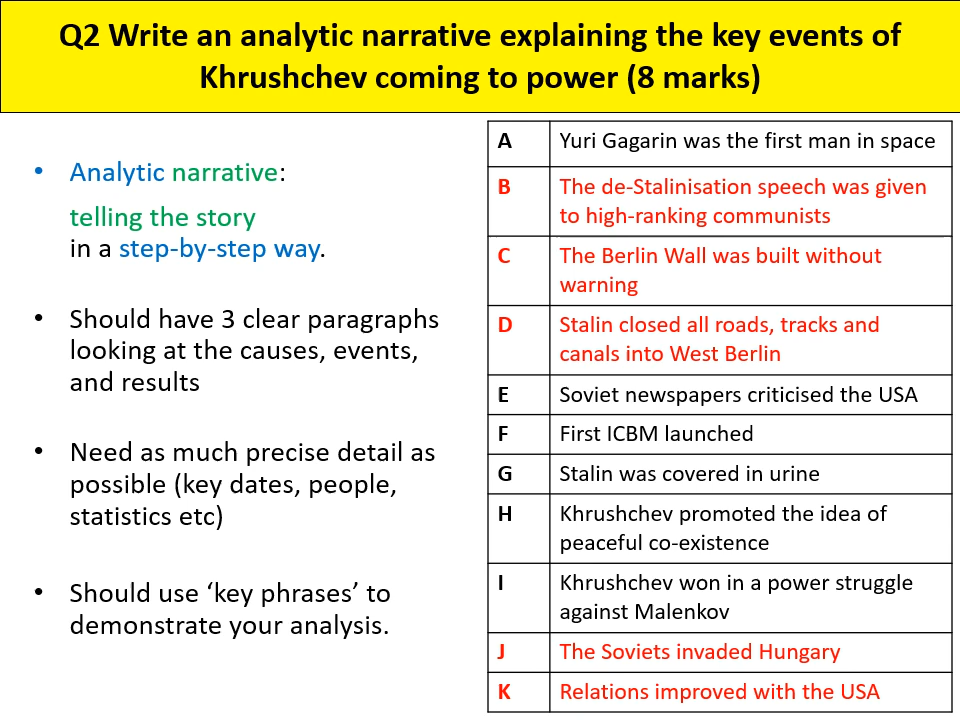 Q2 Write an analytic narrative explaining the key events of
Khrushchev coming to power (8 marks)
• Analytic narrative:
telling the story
in a step-by-step way.
• Should have 3 clear paragraphs
looking at the causes, events,
and results
• Need as much precise detail as
possible (key dates, people,
statistics etc)
• Should use ‘key phrases’ to
demonstrate your analysis.
A Yuri Gagarin was the first man in space
B The de-Stalinisation speech was given
to high-ranking communists
C The Berlin Wall was built without
warning
D Stalin closed all roads, tracks and
canals into West Berlin
E Soviet newspapers criticised the USA
F First ICBM launched
G Stalin was covered in urine
H Khrushchev promoted the idea of
peaceful co-existence
I Khrushchev won in a power struggle
against Malenkov
J The Soviets invaded Hungary
K Relations improved with the USA